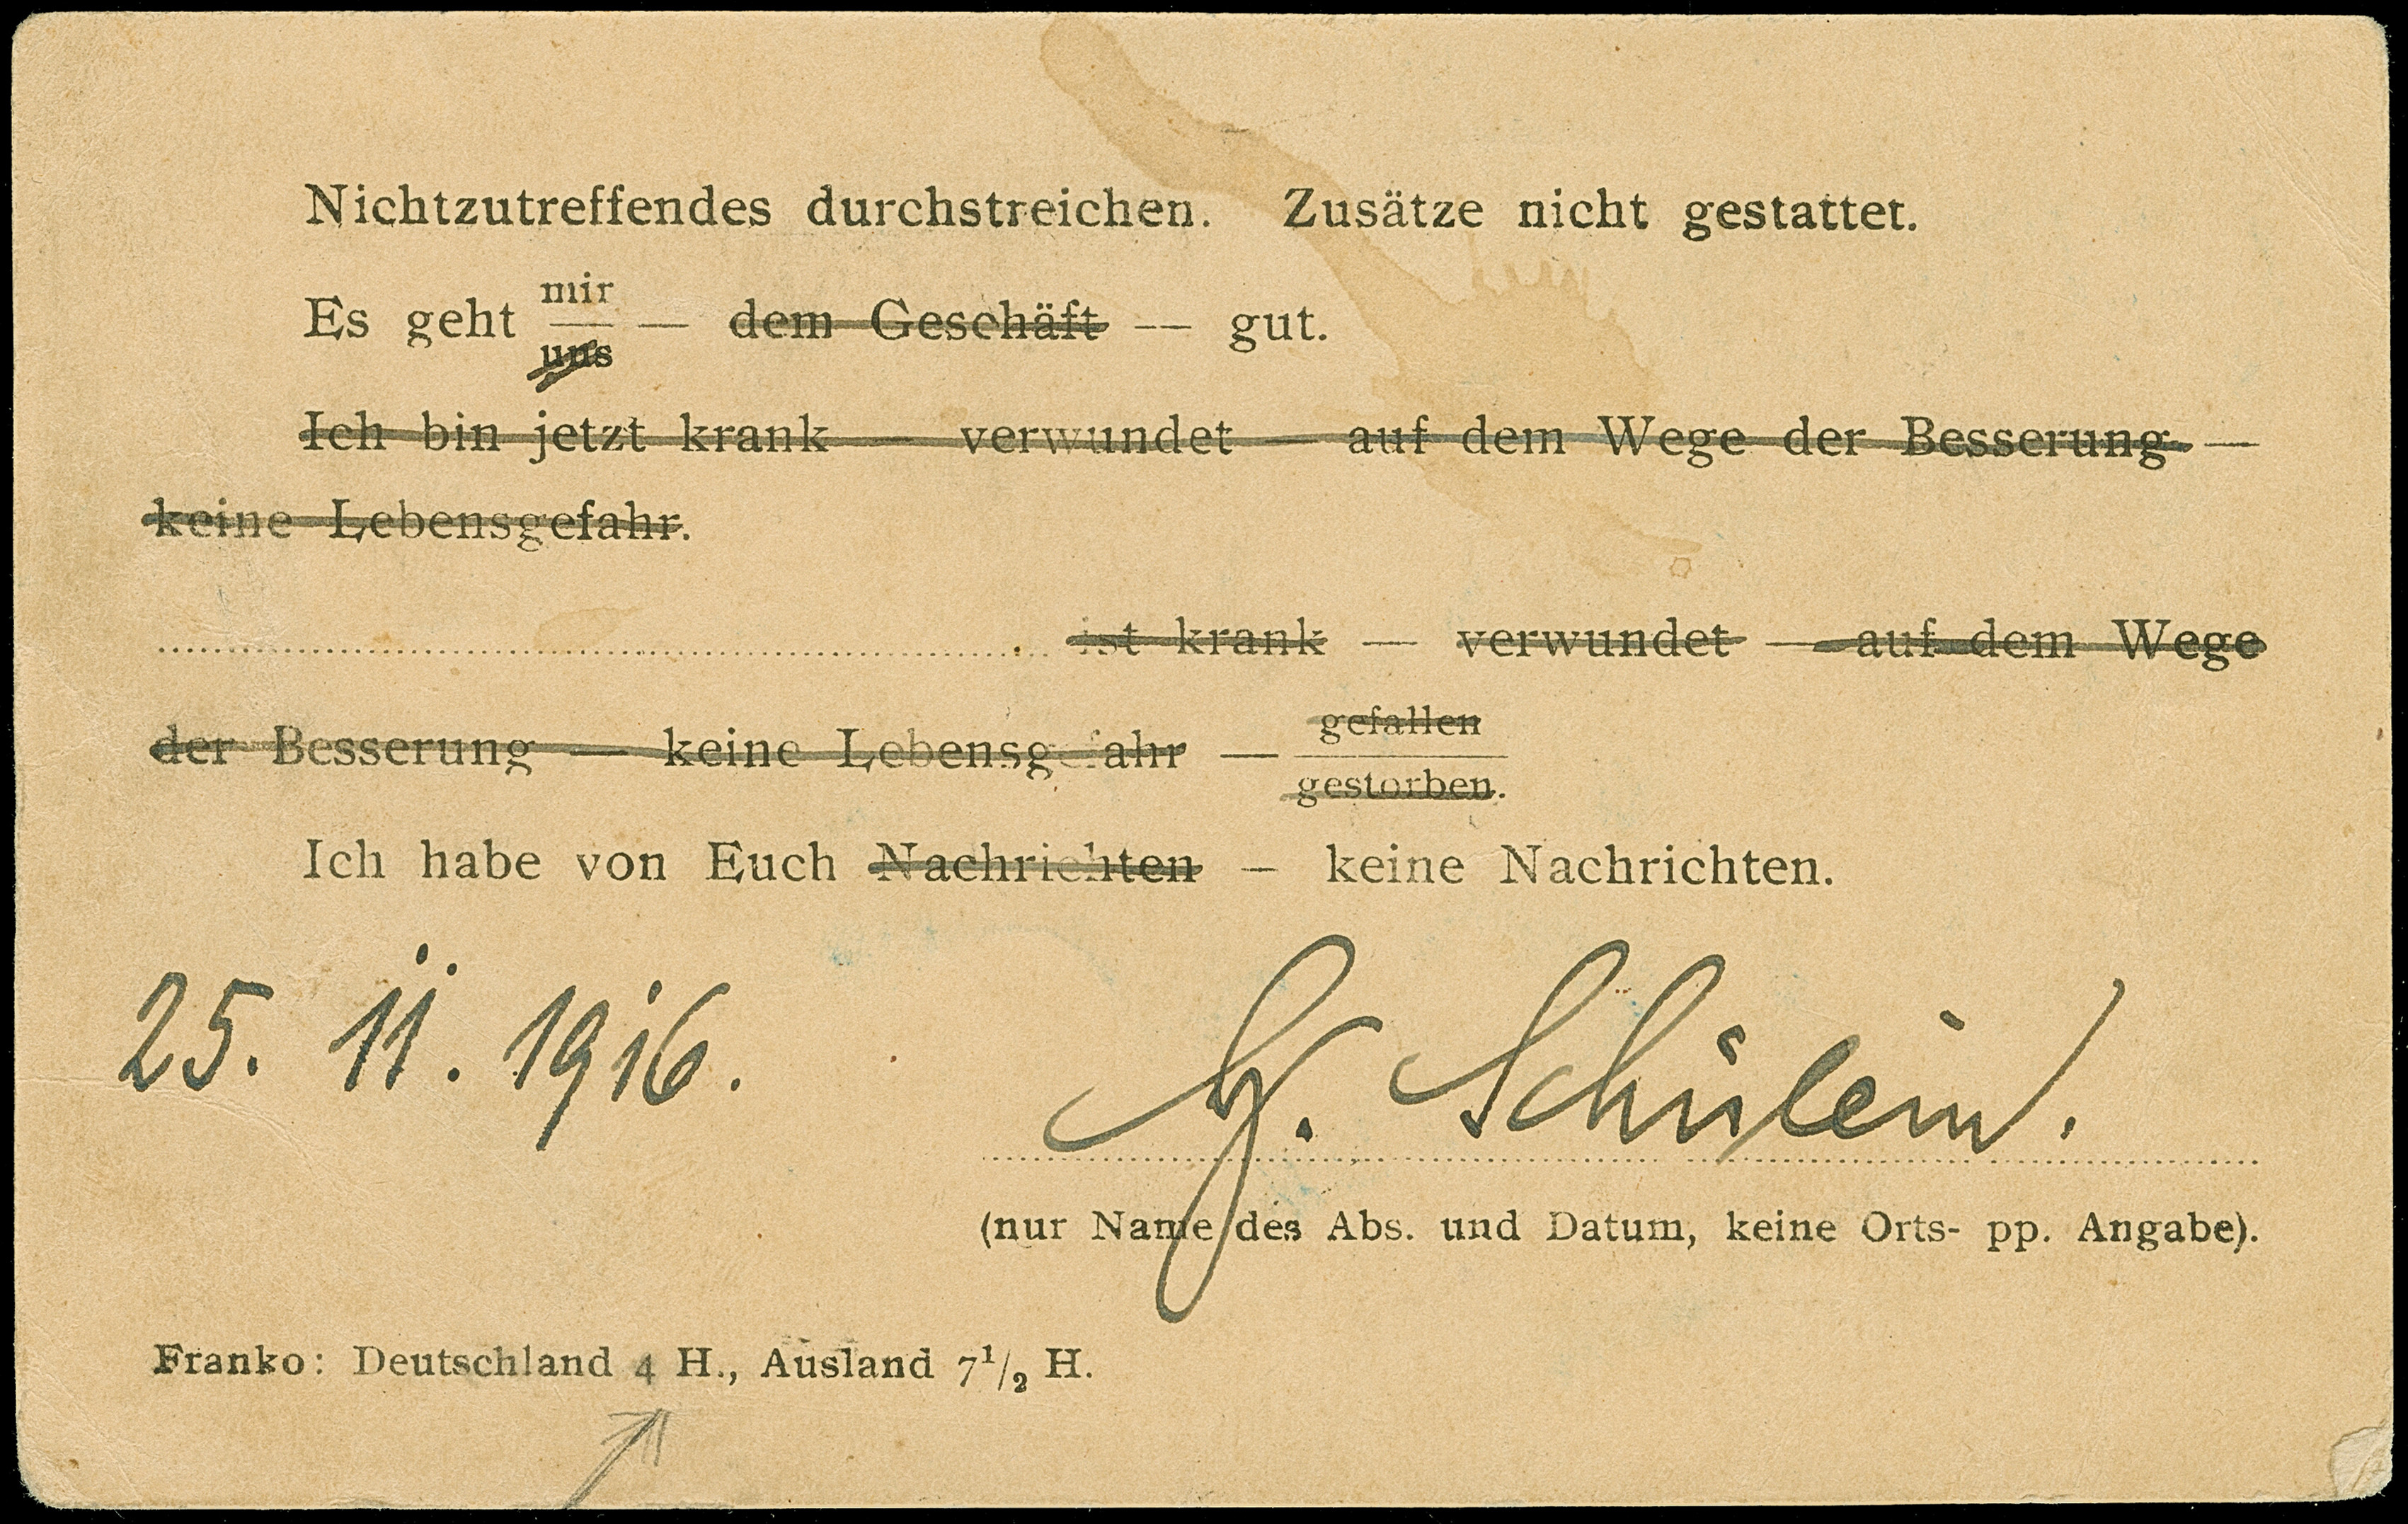 Nichtzutreffendes durchstreichen. Zusätze nicht gestattet.
mir
Es geht — dem Geschäft — gut.
uns
Ich bin jetzt krank — verwundet — auf dem Wege der Besserung —
keine Lebensgefahr.
ist krank — verwundet — auf dem Wege
der Besserung — keine Lebensgefahr — gefallen
gestorben.
Ich habe von Euch Nachrichten – keine Nachrichten.
25. 11. 1916. Schülein.
(nur Name des Abs. und Datum, keine Orts- pp. Angabe).
Franko: Deutschland 4 H., Ausland 7 1/2 H.